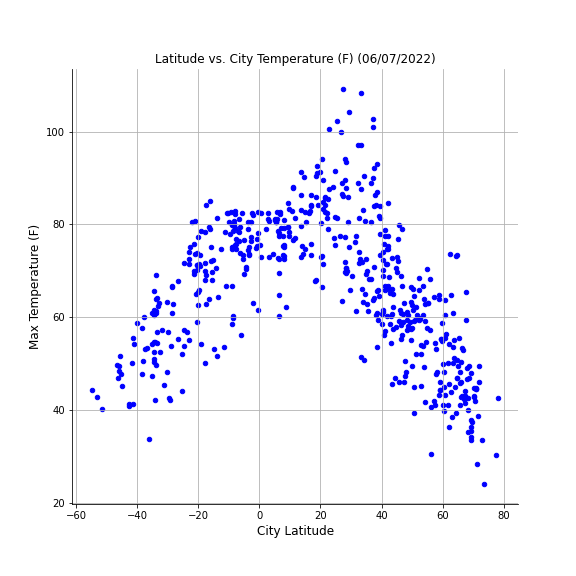 Latitude vs. City Temperature (F) (06/07/2022)
Max Temperature (F)
100
80
60
40
20
−60 −40 −20 0 20 40 60 80
City Latitude